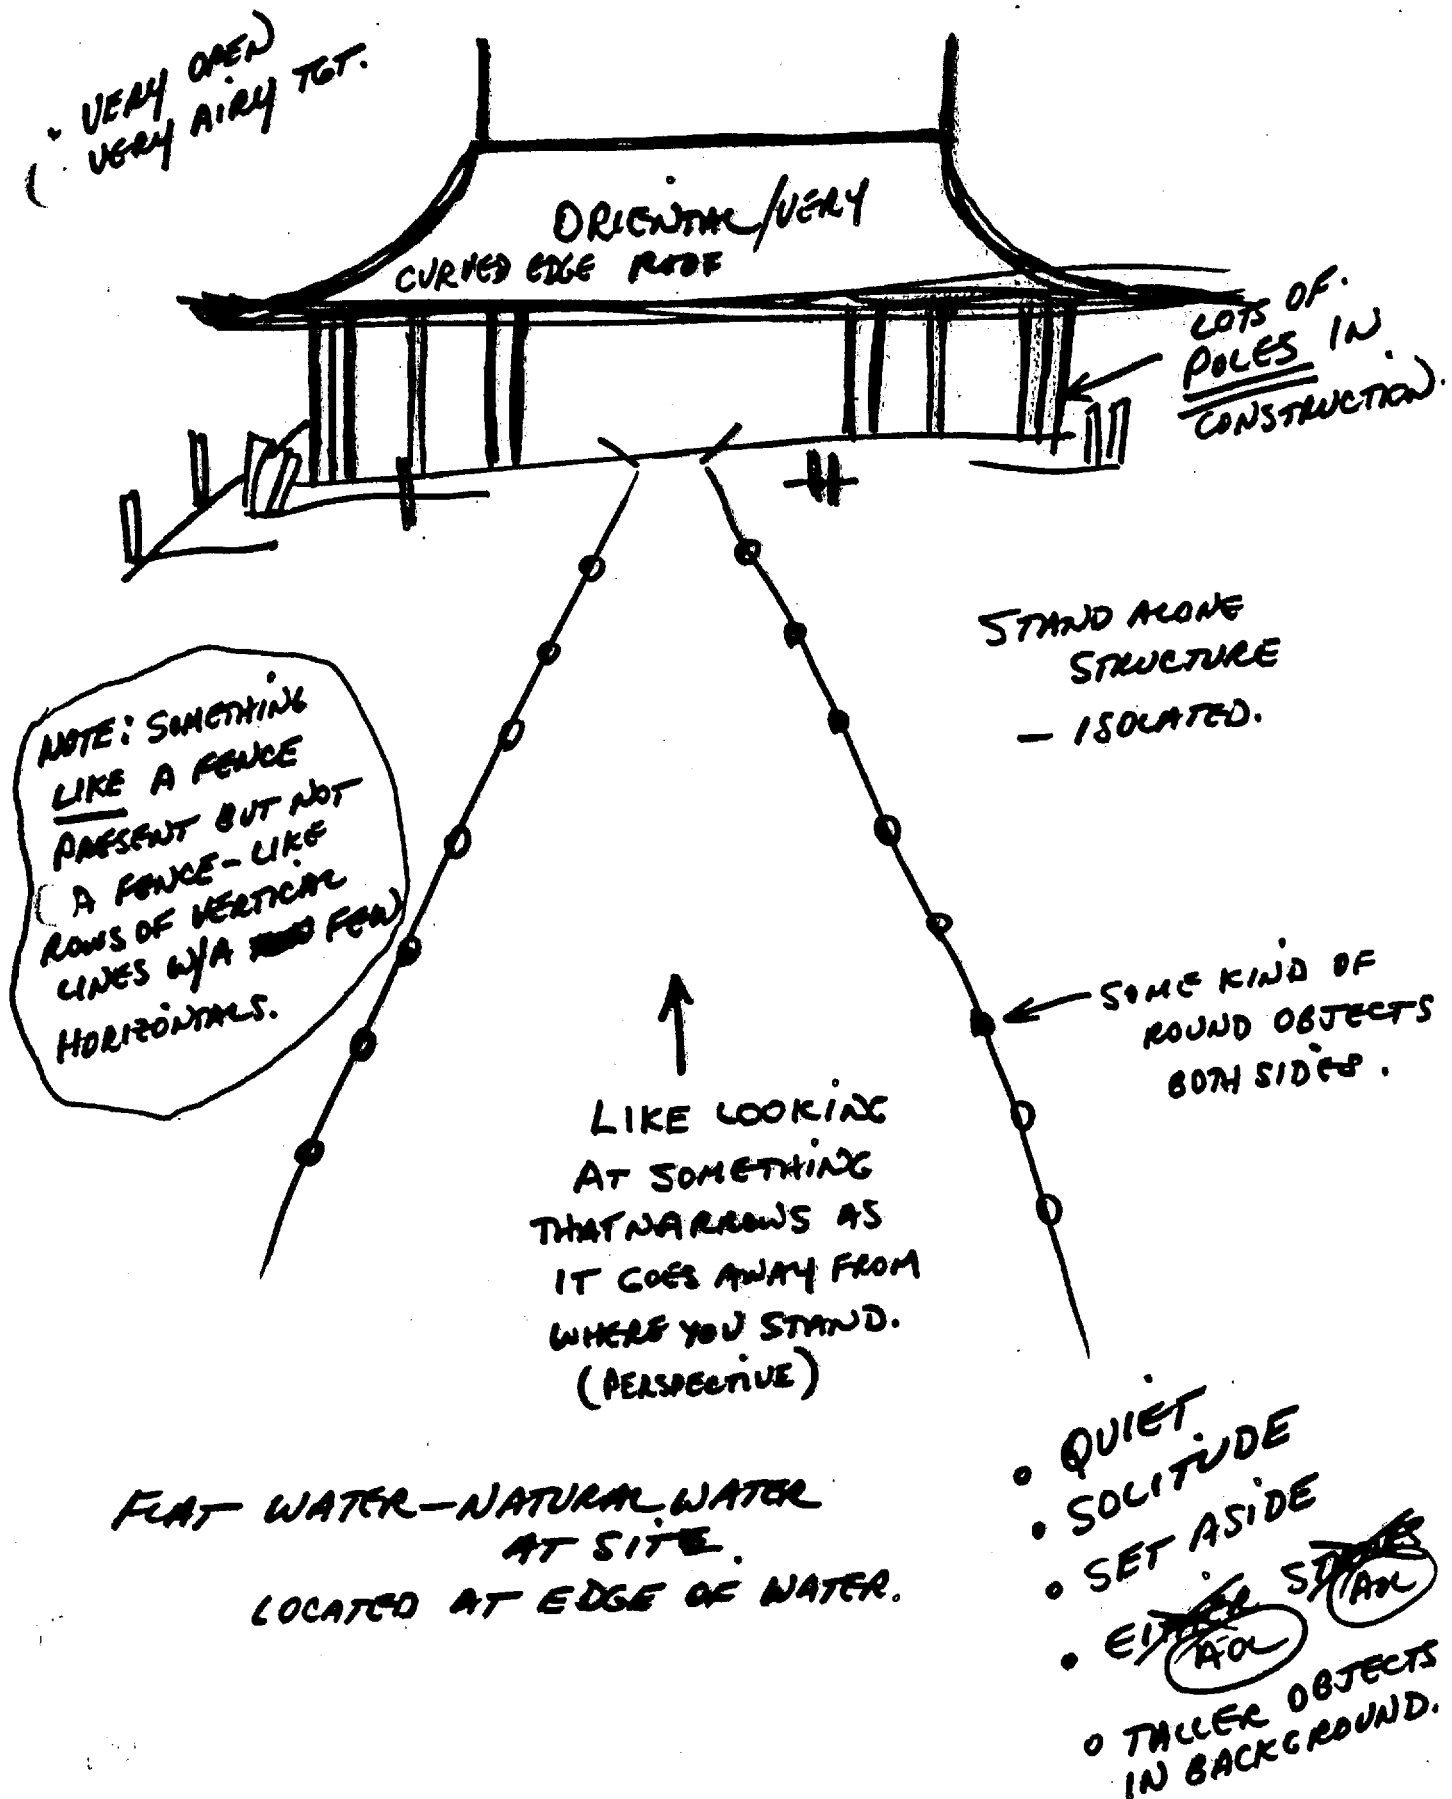 • VERY OPEN
• VERY AIRY TGT.
ORIENTAL/VERY
CURVED EDGE ROOF
LOTS OF
POLES IN
CONSTRUCTION.
STAND ALONE
STRUCTURE
— ISOLATED.
NOTE: SOMETHING
LIKE A FENCE
PRESENT BUT NOT
A FENCE-LIKE
ROWS OF VERTICAL
LINES W/A FEW
HORIZONTALS.
SOME KIND OF
ROUND OBJECTS
BOTH SIDES.
LIKE LOOKING
AT SOMETHING
THAT NARROWS AS
IT GOES AWAY FROM
WHERE YOU STAND.
(PERSPECTIVE)
FLAT WATER-NATURAL WATER
AT SITE.
LOCATED AT EDGE OF WATER.
• QUIET
• SOLITUDE
• SET ASIDE
• AOL AOL
• TALLER OBJECTS
IN BACKGROUND.